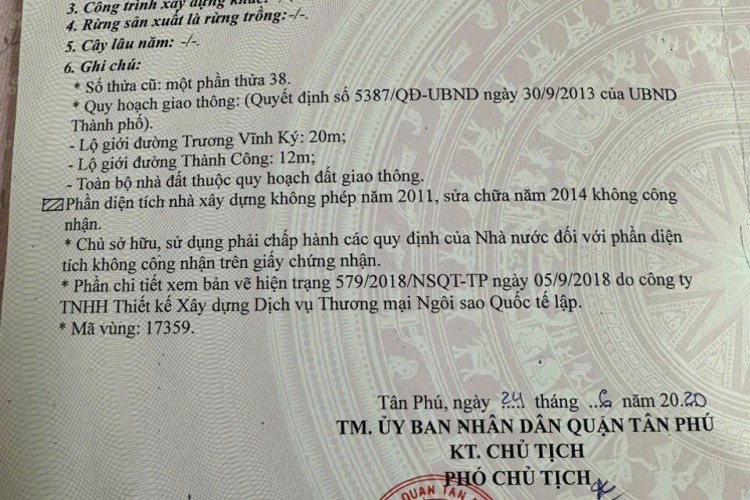 3. Công trình xây dựng khác: -/-.
4. Rừng sản xuất là rừng trồng:-/-.
5. Cây lâu năm: -/-.
6. Ghi chú:
* Số thửa cũ: một phần thửa 38.
* Quy hoạch giao thông: (Quyết định số 5387/QĐ-UBND ngày 30/9/2013 của UBND
Thành phố).
- Lộ giới đường Trương Vĩnh Ký: 20m;
- Lộ giới đường Thành Công: 12m;
- Toàn bộ nhà đất thuộc quy hoạch đất giao thông.
Phần diện tích nhà xây dựng không phép năm 2011, sửa chữa năm 2014 không công
nhận.
* Chủ sở hữu, sử dụng phải chấp hành các quy định của Nhà nước đối với phần diện
tích không công nhận trên giấy chứng nhận.
* Phần chi tiết xem bản vẽ hiện trạng 579/2018/NSQT-TP ngày 05/9/2018 do công ty
TNHH Thiết kế Xây dựng Dịch vụ Thương mại Ngôi sao Quốc tế lập.
* Mã vùng: 17359.
Tân Phú, ngày 24 tháng 6 năm 2020
TM. ỦY BAN NHÂN DÂN QUẬN TÂN PHÚ
KT. CHỦ TỊCH
PHÓ CHỦ TỊCH
QUẬN TÂN